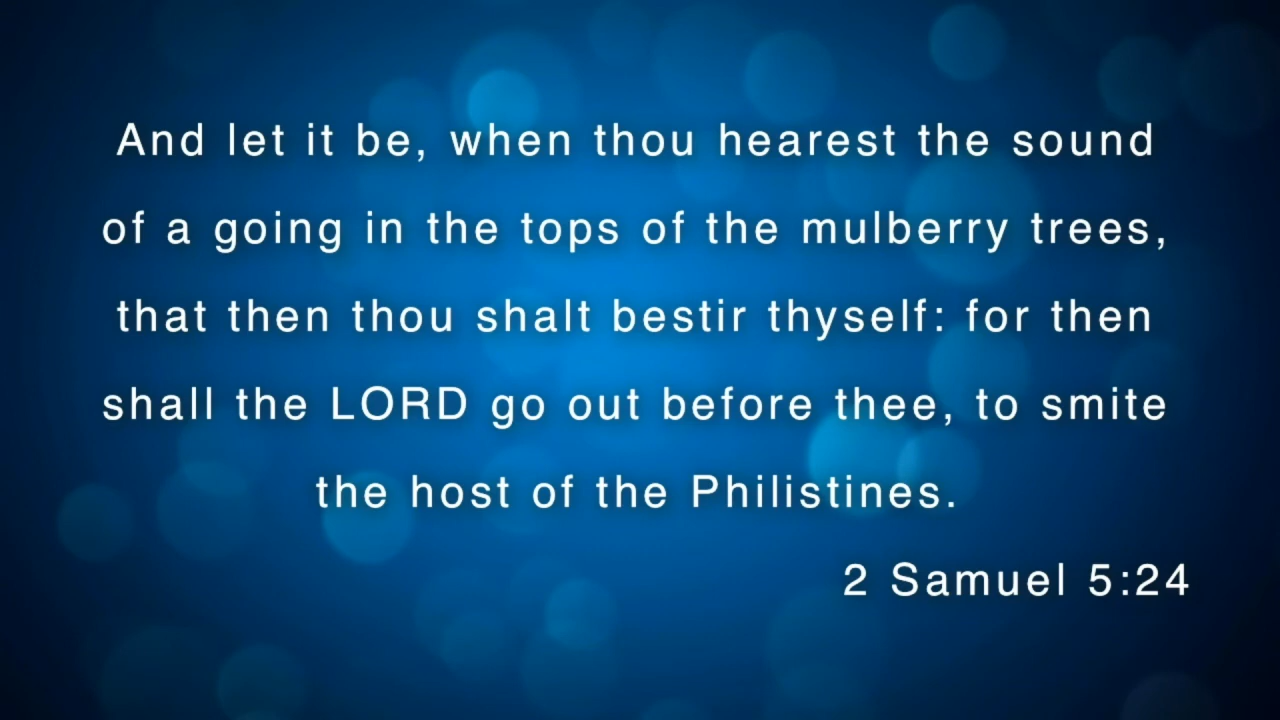 And let it be, when thou hearest the sound
of a going in the tops of the mulberry trees,
that then thou shalt bestir thyself: for then
shall the LORD go out before thee, to smite
the host of the Philistines.
2 Samuel 5:24